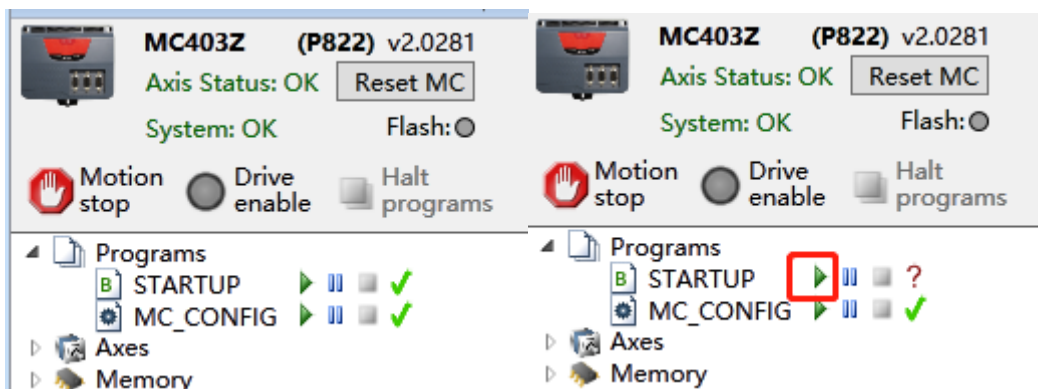 MC403Z (P822) v2.0281
Axis Status: OK Reset MC
System: OK Flash:
Motion stop
Drive enable
Halt programs
Programs
B STARTUP
MC_CONFIG
Axes
Memory
MC403Z (P822) v2.0281
Axis Status: OK Reset MC
System: OK Flash:
Motion stop
Drive enable
Halt programs
Programs
B STARTUP ?
MC_CONFIG
Axes
Memory